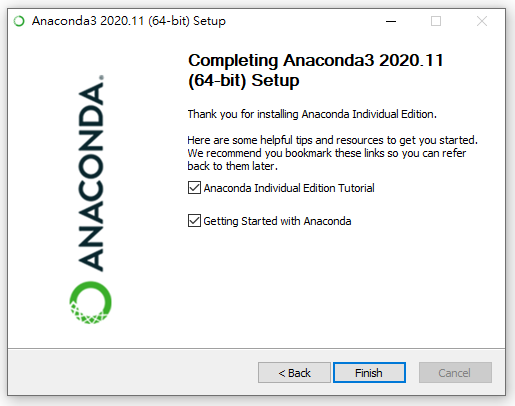 Anaconda3 2020.11 (64-bit) Setup
ANACONDA.
Completing Anaconda3 2020.11
(64-bit) Setup
Thank you for installing Anaconda Individual Edition.
Here are some helpful tips and resources to get you started.
We recommend you bookmark these links so you can refer
back to them later.
Anaconda Individual Edition Tutorial
Getting Started with Anaconda
< Back
Finish
Cancel